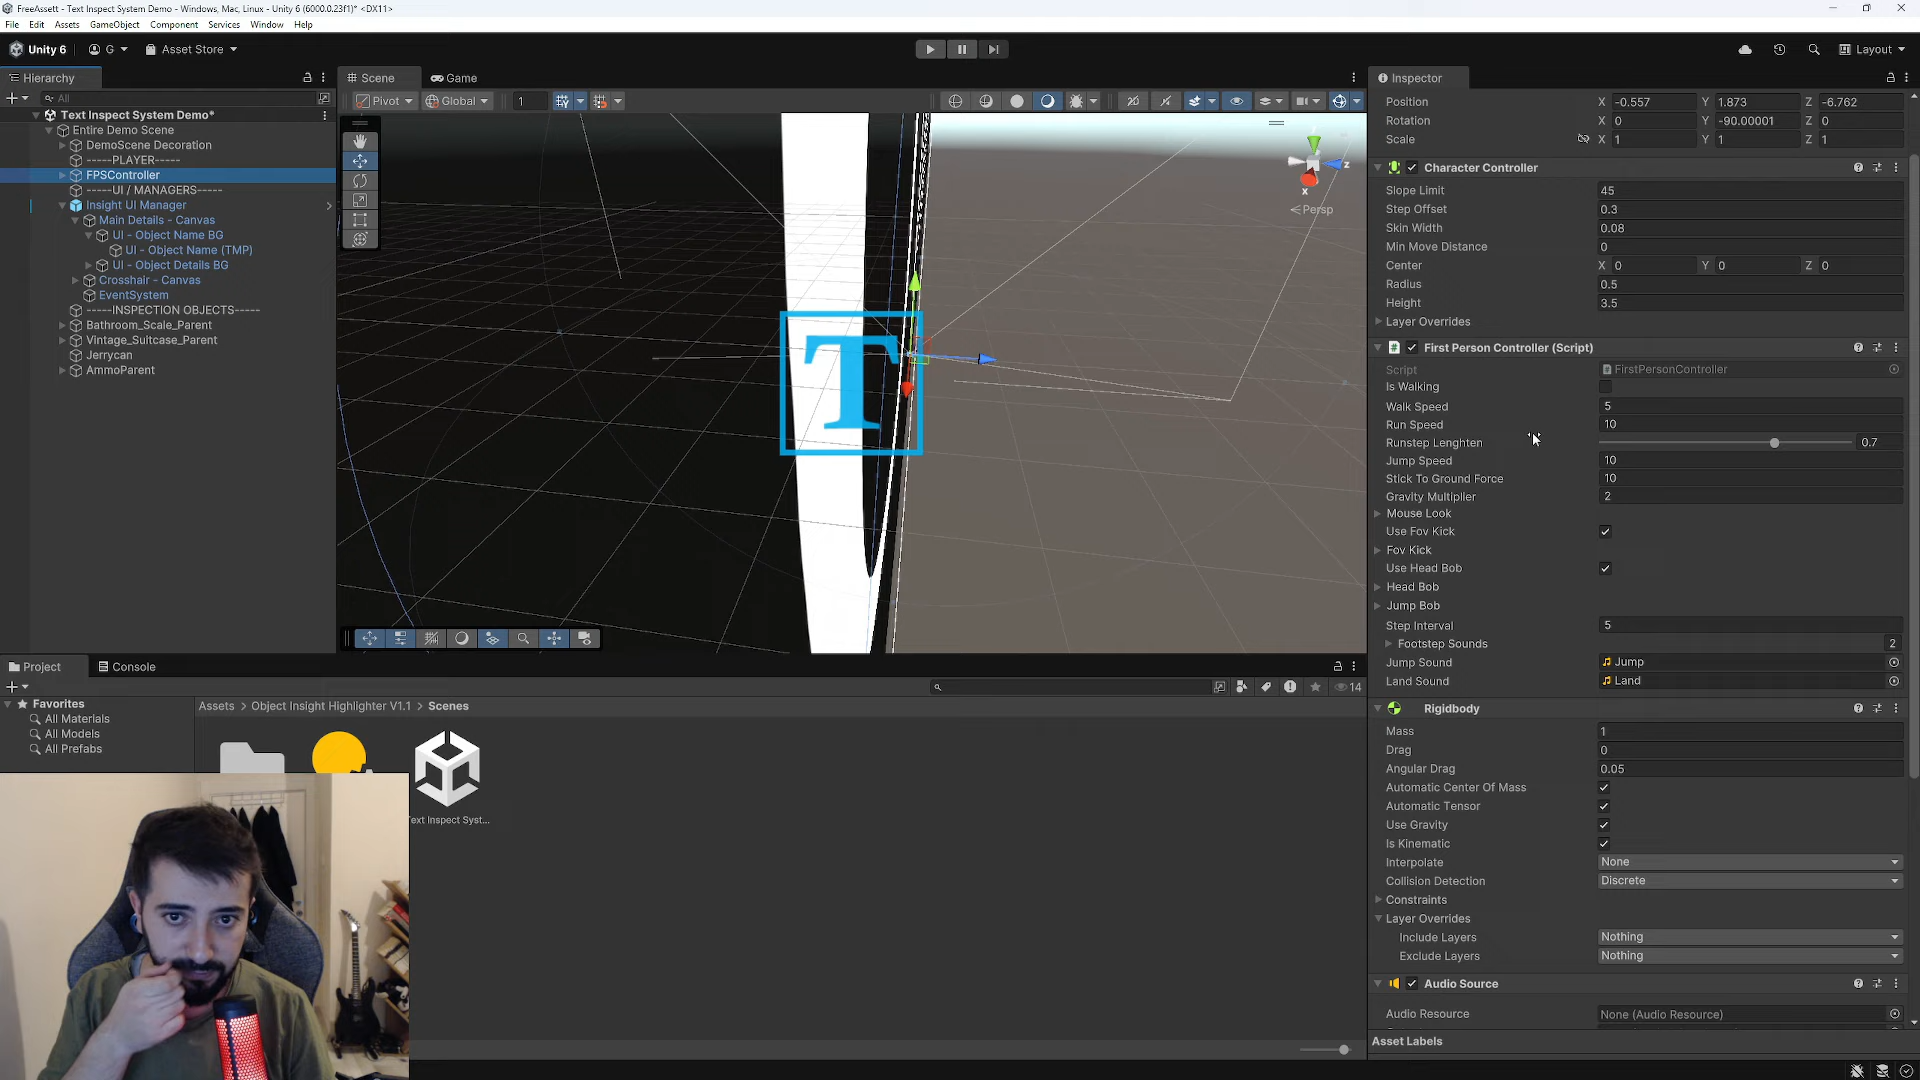 FreeAssett - Text Inspect System Demo - Windows, Mac, Linux - Unity 6 (6000.0.23f1)* <DX11>
File Edit Assets GameObject Component Services Window Help
Unity 6 G Asset Store Layout
Hierarchy
All
Text Inspect System Demo*
Entire Demo Scene
DemoScene Decoration
-----PLAYER-----
FPSController
-----UI / MANAGERS-----
Insight UI Manager
Main Details - Canvas
UI - Object Name BG
UI - Object Name (TMP)
UI - Object Details BG
Crosshair - Canvas
EventSystem
-----INSPECTION OBJECTS-----
Bathroom_Scale_Parent
Vintage_Suitcase_Parent
Jerrycan
AmmoParent
Scene Game
Pivot Global 1
2D
z
x
Persp
T
Inspector
Position X -0.557 Y 1.873 Z -6.762
Rotation X 0 Y -90.00001 Z 0
Scale X 1 Y 1 Z 1
Character Controller
Slope Limit 45
Step Offset 0.3
Skin Width 0.08
Min Move Distance 0
Center X 0 Y 0 Z 0
Radius 0.5
Height 3.5
Layer Overrides
First Person Controller (Script)
Script FirstPersonController
Is Walking
Walk Speed 5
Run Speed 10
Runstep Lenghten 0.7
Jump Speed 10
Stick To Ground Force 10
Gravity Multiplier 2
Mouse Look
Use Fov Kick
Fov Kick
Use Head Bob
Head Bob
Jump Bob
Step Interval 5
Footstep Sounds 2
Jump Sound Jump
Land Sound Land
Rigidbody
Mass 1
Drag 0
Angular Drag 0.05
Automatic Center Of Mass
Automatic Tensor
Use Gravity
Is Kinematic
Interpolate None
Collision Detection Discrete
Constraints
Layer Overrides
Include Layers Nothing
Exclude Layers Nothing
Audio Source
Audio Resource None (Audio Resource)
Asset Labels
Project Console
14
Favorites
All Materials
All Models
All Prefabs
Assets > Object Insight Highlighter V1.1 > Scenes
Text Inspect Syst...